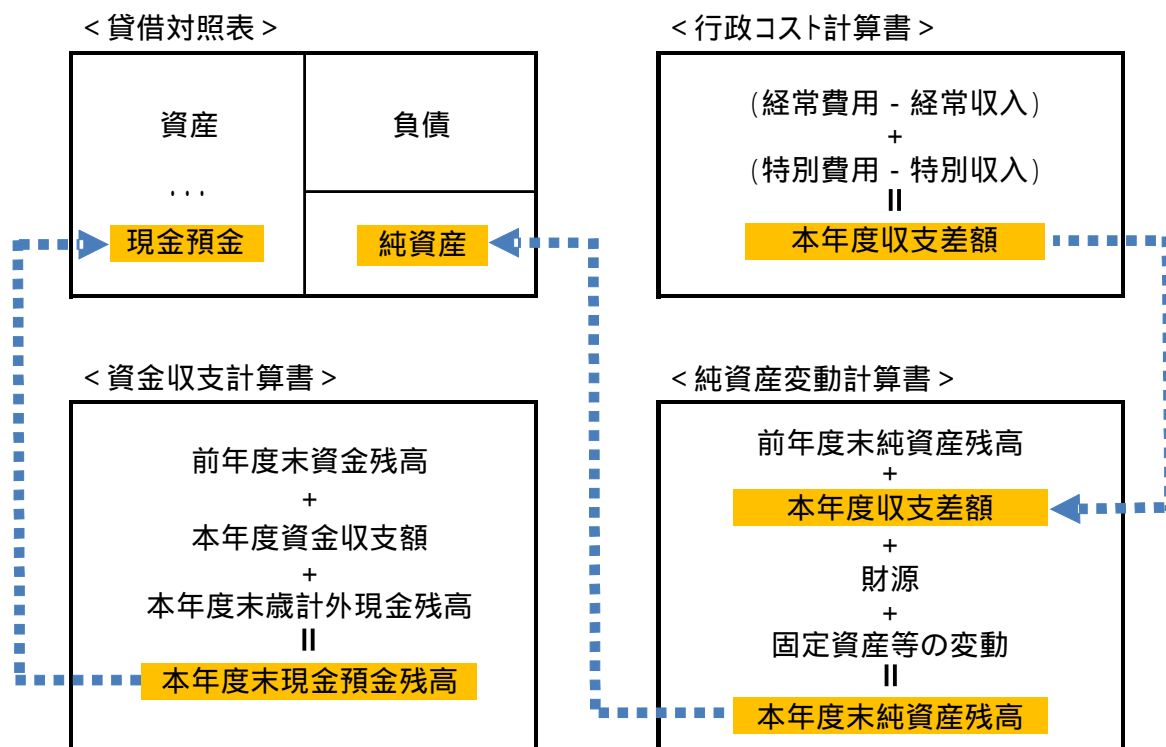 <貸借対照表>
資産
...
現金預金
負債
純資産
<行政コスト計算書>
(経常費用 - 経常収入)
+
(特別費用 - 特別収入)
=
本年度収支差額
<資金収支計算書>
前年度末資金残高
+
本年度資金収支額
+
本年度末歳計外現金残高
=
本年度末現金預金残高
<純資産変動計算書>
前年度末純資産残高
+
本年度収支差額
+
財源
+
固定資産等の変動
=
本年度末純資産残高